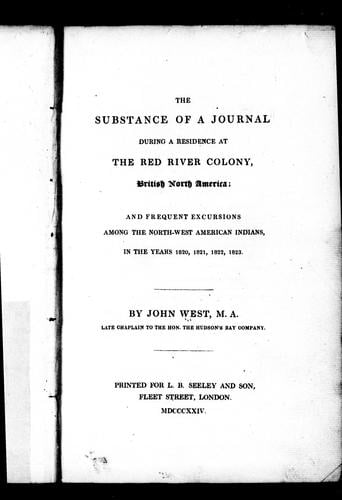 THE
SUBSTANCE OF A JOURNAL
DURING A RESIDENCE AT
THE RED RIVER COLONY,
British North America;
AND FREQUENT EXCURSIONS
AMONG THE NORTH-WEST AMERICAN INDIANS,
IN THE YEARS 1820, 1821, 1822, 1823.
BY JOHN WEST, M. A.
LATE CHAPLAIN TO THE HON. THE HUDSON'S BAY COMPANY.
PRINTED FOR L. B. SEELEY AND SON,
FLEET STREET, LONDON.
MDCCCXXIV.